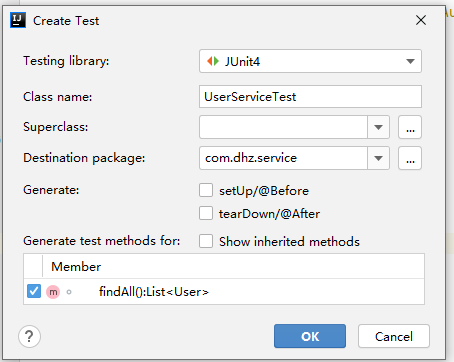 IJ Create Test
Testing library: JUnit4
Class name: UserServiceTest
Superclass: ...
Destination package: com.dhz.service ...
Generate: setUp/@Before
tearDown/@After
Generate test methods for: Show inherited methods
Member
m findAll():List<User>
? OK Cancel